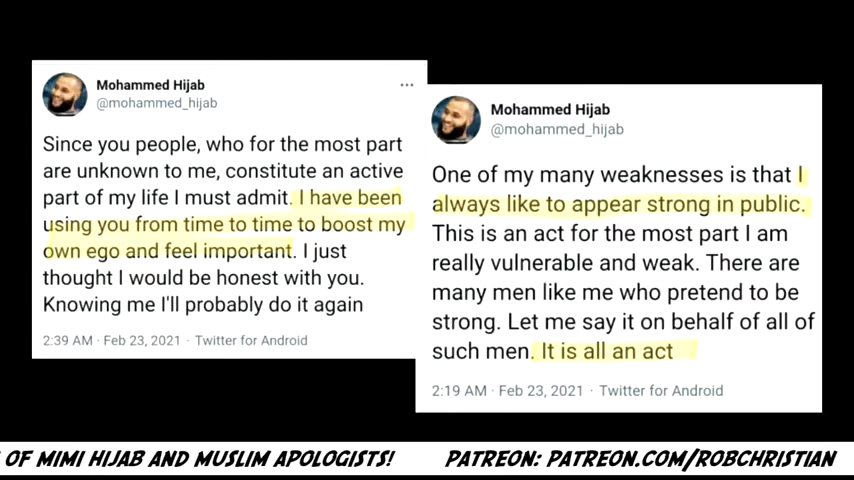 Mohammed Hijab
@mohammed_hijab
Since you people, who for the most part
are unknown to me, constitute an active
part of my life I must admit. I have been
using you from time to time to boost my
own ego and feel important. I just
thought I would be honest with you.
Knowing me I'll probably do it again
2:39 AM · Feb 23, 2021 · Twitter for Android
Mohammed Hijab
@mohammed_hijab
One of my many weaknesses is that I
always like to appear strong in public.
This is an act for the most part I am
really vulnerable and weak. There are
many men like me who pretend to be
strong. Let me say it on behalf of all of
such men. It is all an act
2:19 AM · Feb 23, 2021 · Twitter for Android
OF MIMI HIJAB AND MUSLIM APOLOGISTS! PATREON: PATREON.COM/ROBCHRISTIAN